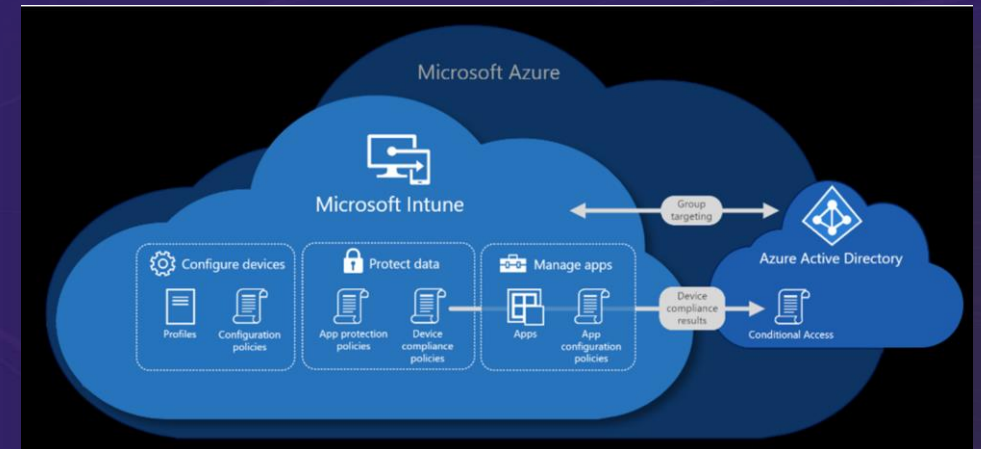 Microsoft Azure
Microsoft Intune
Group
targeting
Azure Active Directory
Configure devices
Protect data
Manage apps
Profiles
Configuration
policies
App protection
policies
Device
compliance
policies
Apps
App
configuration
policies
Device
compliance
results
Conditional Access